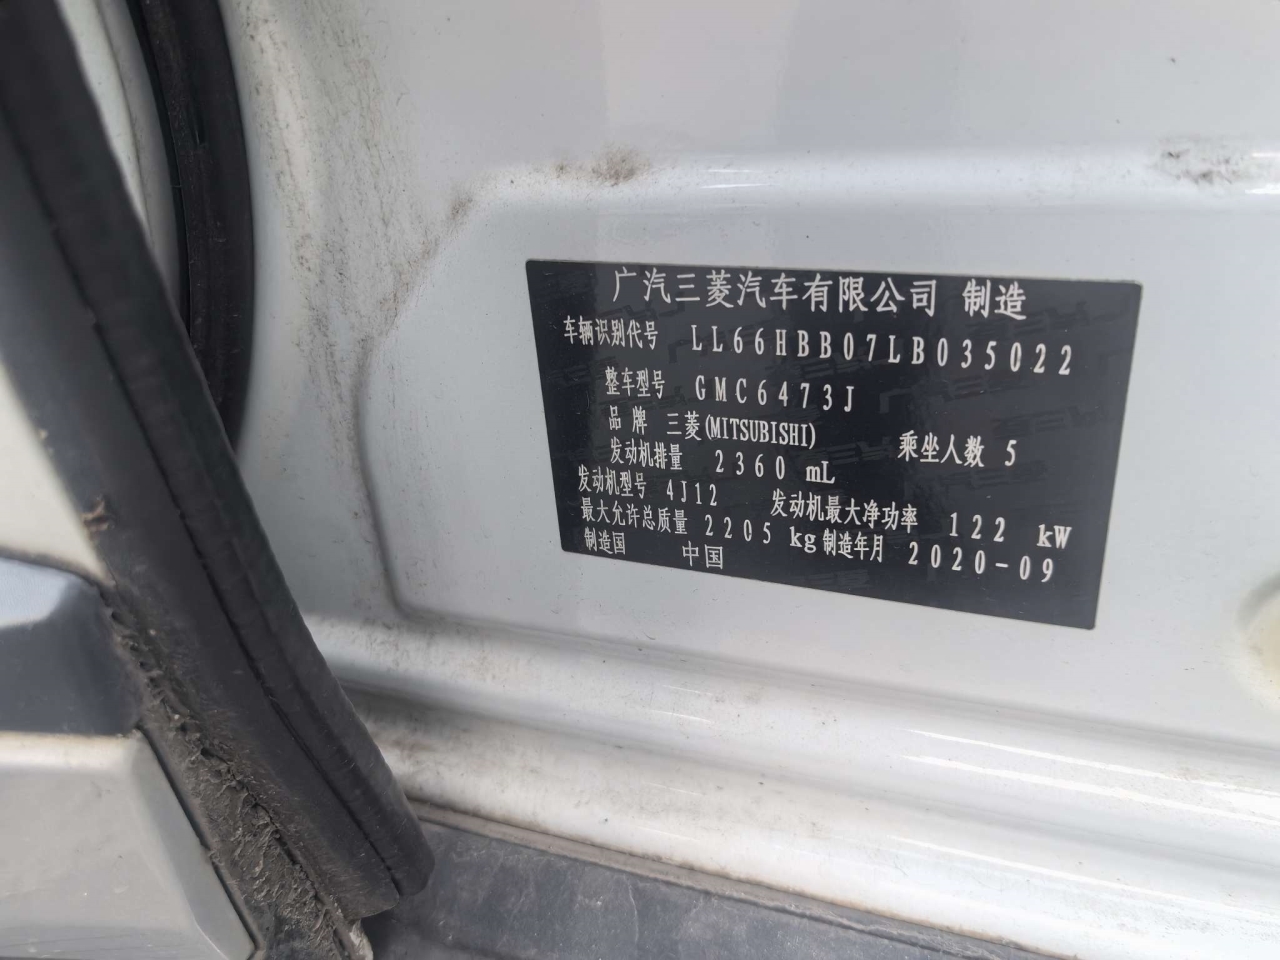 广汽三菱汽车有限公司 制造
车辆识别代号 LL66HBB07LB035022
整车型号 GMC6473J
品牌 三菱(MITSUBISHI) 乘坐人数 5
发动机排量 2360 mL
发动机型号 4J12 发动机最大净功率 122 kW
最大允许总质量 2205 kg 制造年月 2020-09
制造国 中国